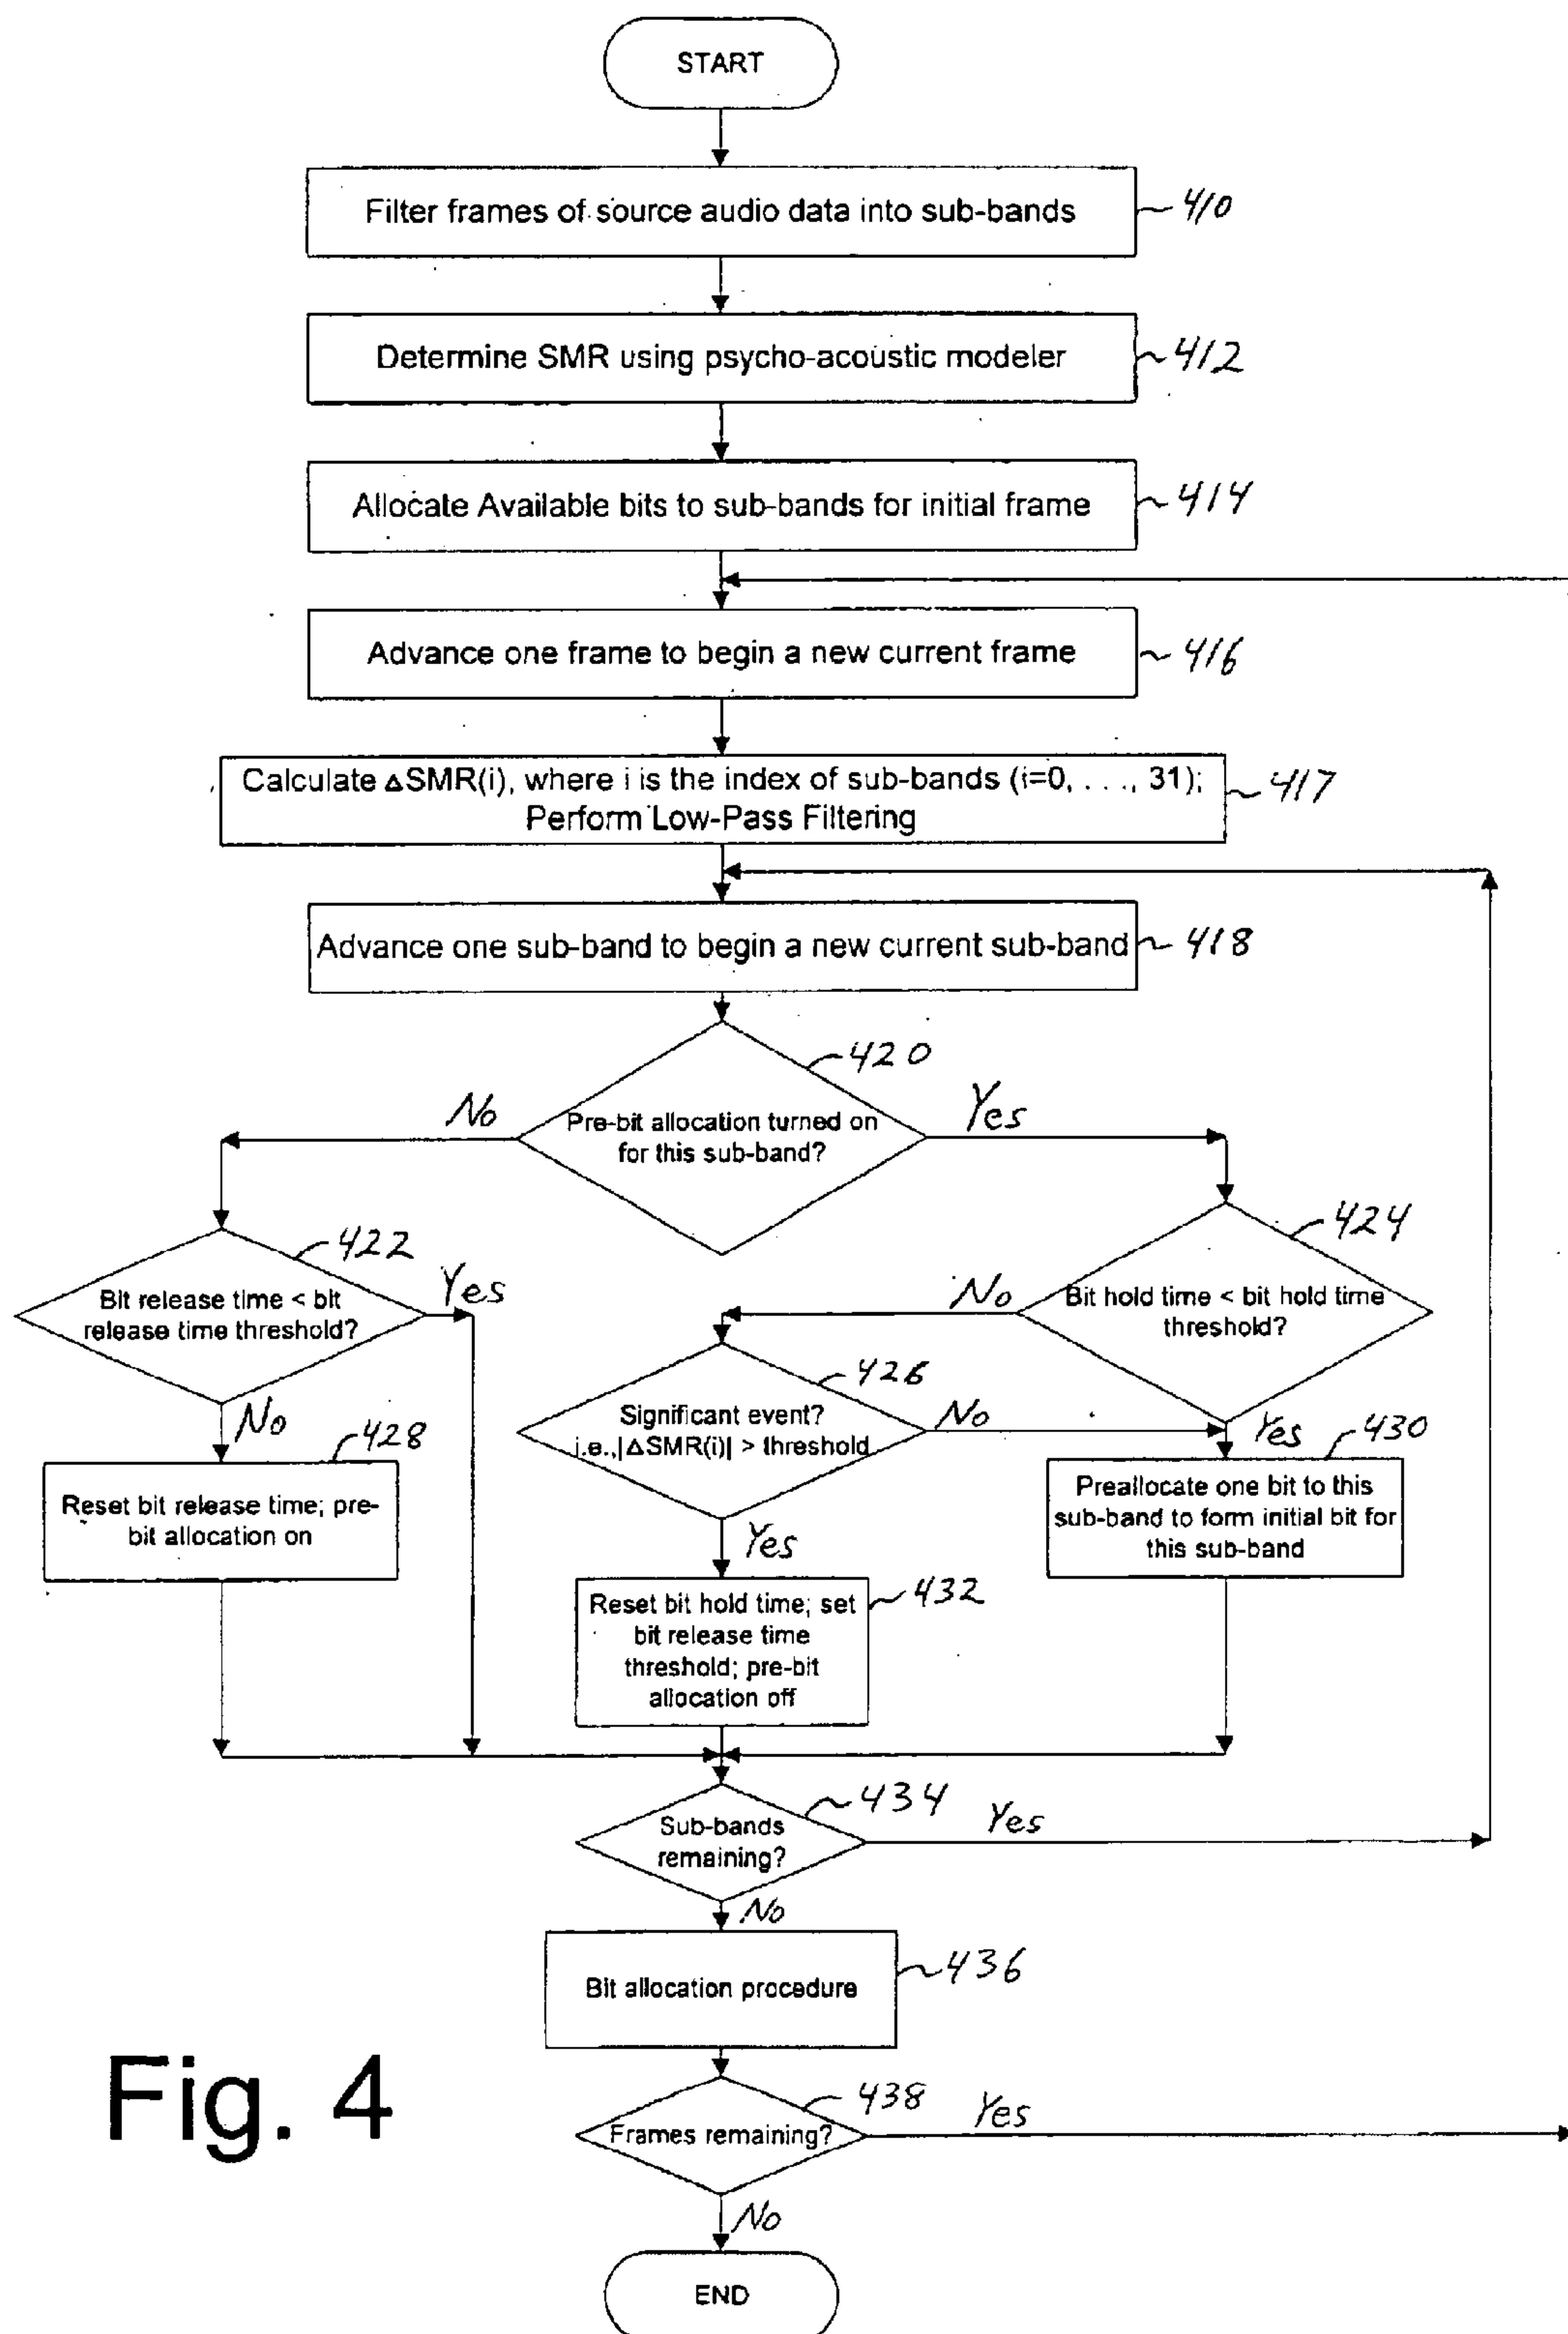 START
Filter frames of source audio data into sub-bands
410
Determine SMR using psycho-acoustic modeler
412
Allocate Available bits to sub-bands for initial frame
414
Advance one frame to begin a new current frame
416
Calculate ΔSMR(i), where i is the index of sub-bands (i=0, . . ., 31);
Perform Low-Pass Filtering
417
Advance one sub-band to begin a new current sub-band
418
420
Pre-bit allocation turned on
for this sub-band?
No
Yes
422
Bit release time < bit
release time threshold?
Yes
No
424
Bit hold time < bit hold time
threshold?
No
Yes
426
Significant event?
i.e.,|ΔSMR(i)| > threshold
No
Yes
428
Reset bit release time; pre-
bit allocation on
430
Preallocate one bit to this
sub-band to form initial bit for
this sub-band
432
Reset bit hold time; set
bit release time
threshold; pre-bit
allocation off
434
Sub-bands
remaining?
Yes
No
Bit allocation procedure
436
438
Frames remaining?
Yes
No
END
Fig. 4